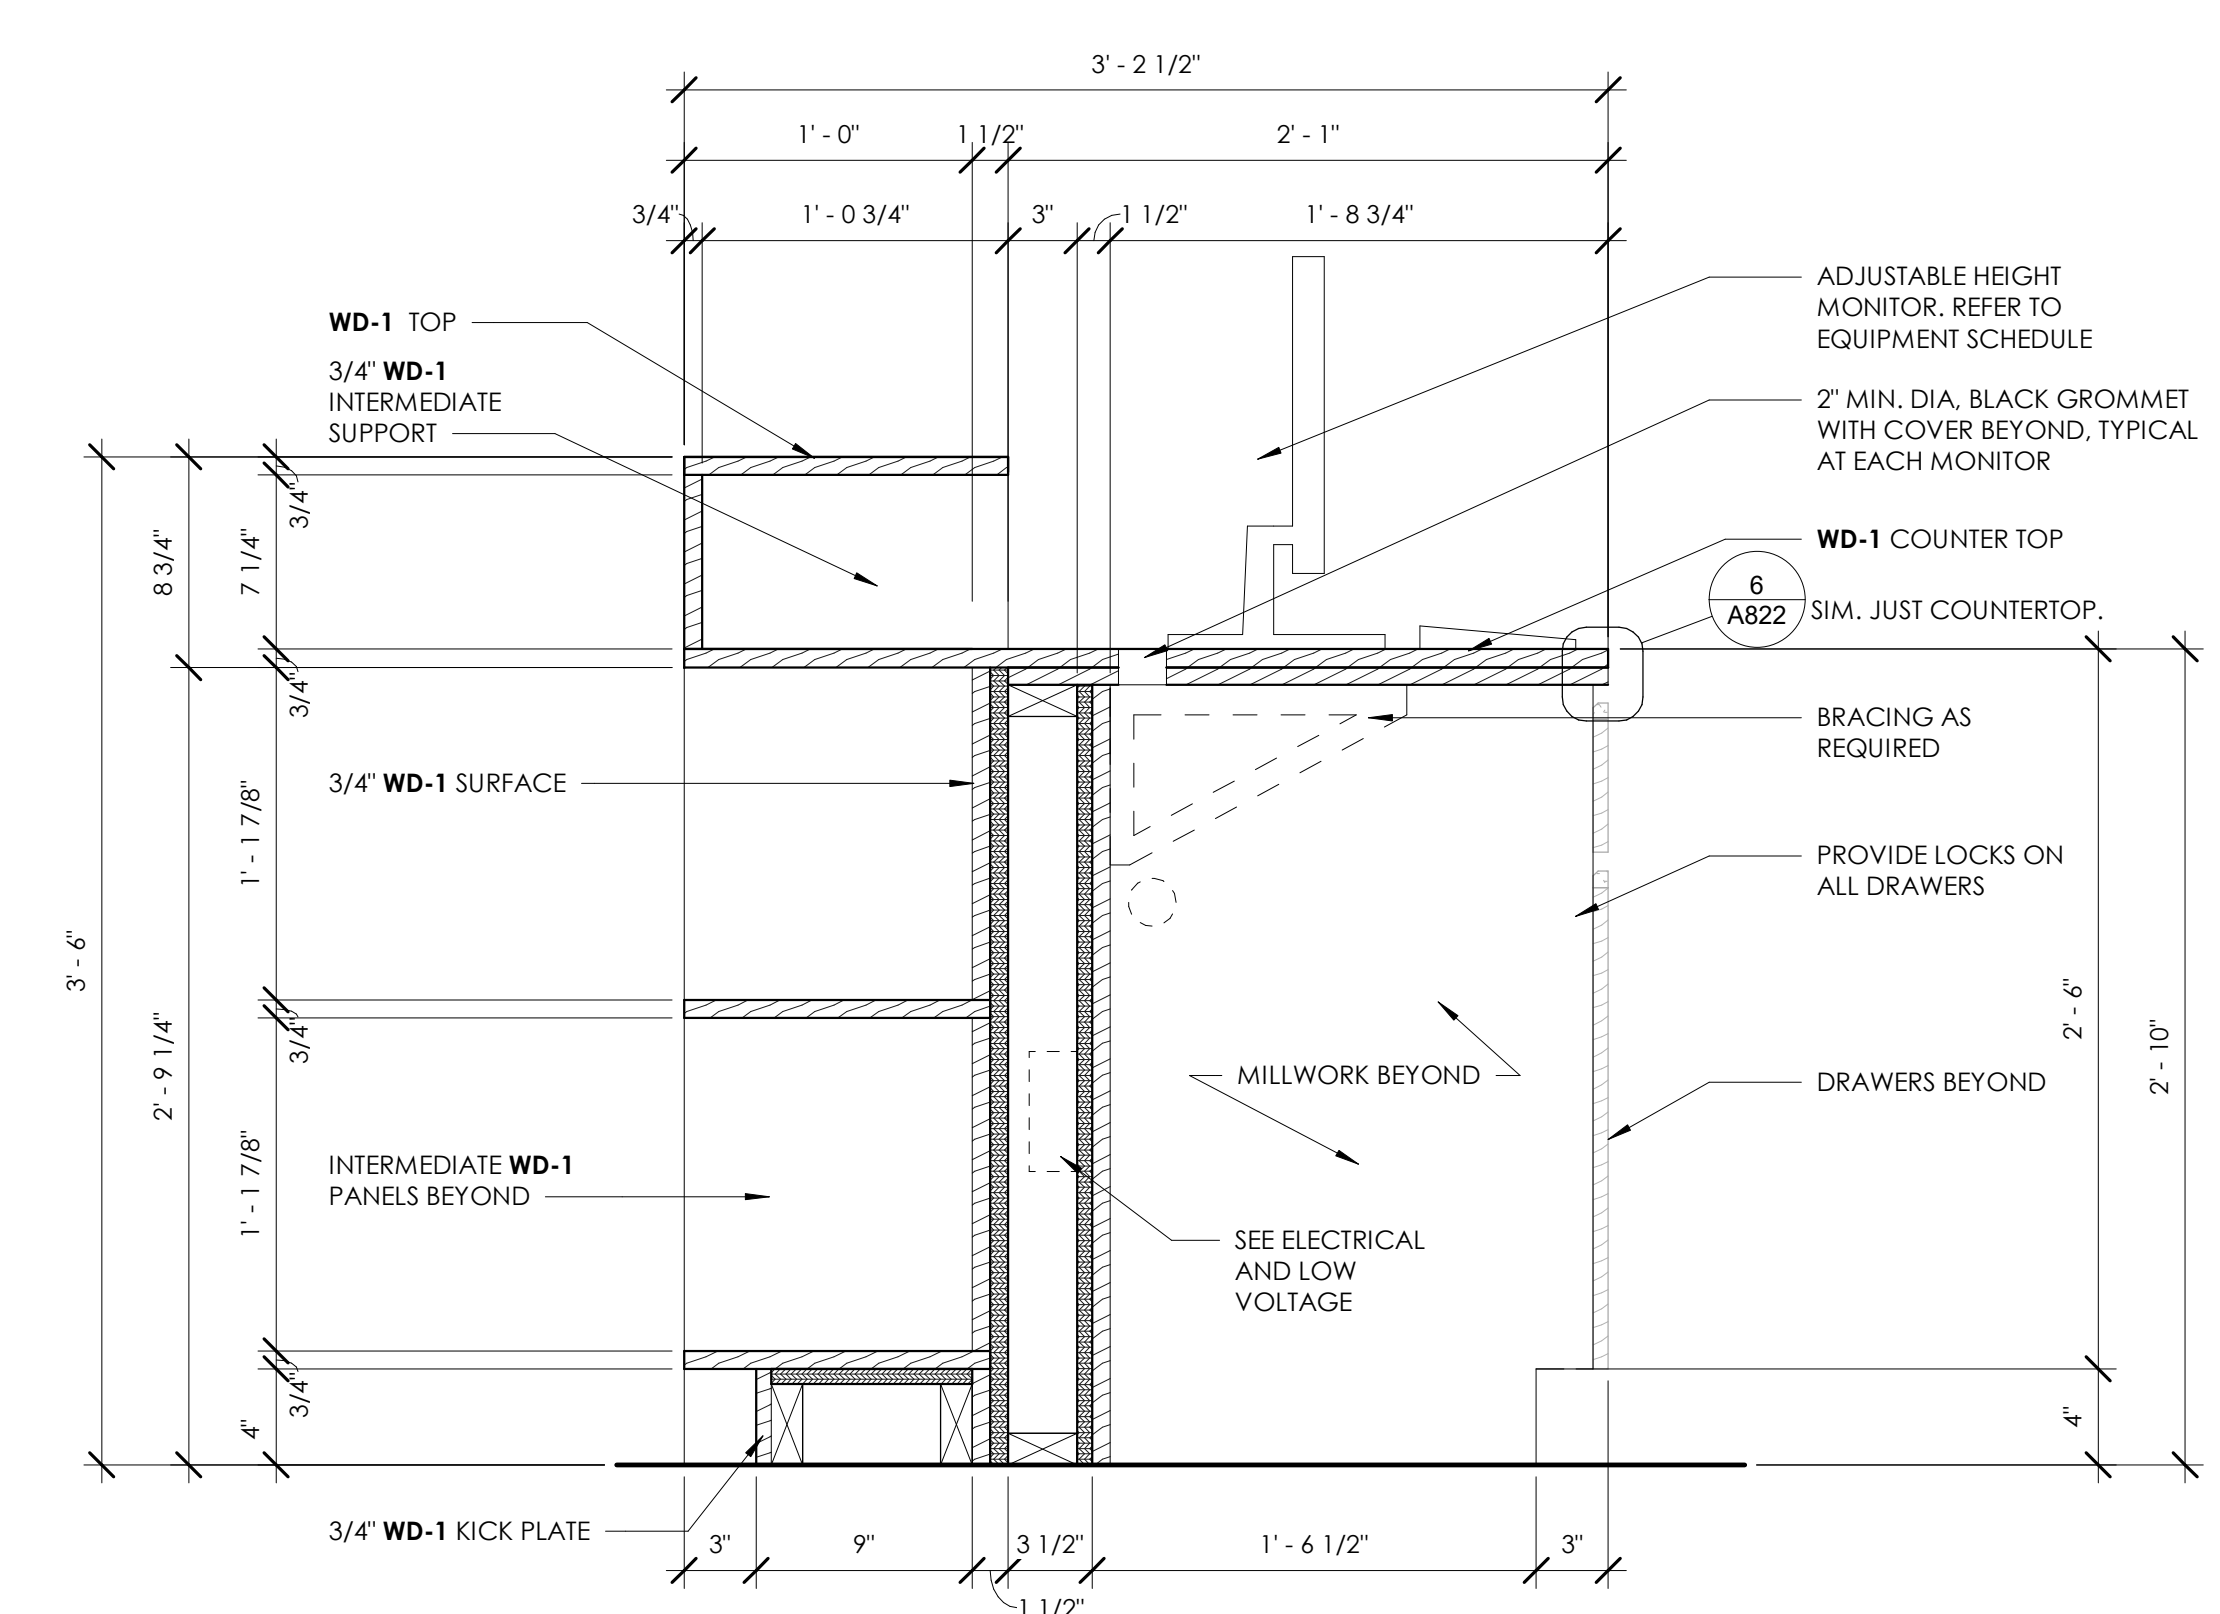 3' - 2 1/2"
1' - 0"
1 1/2"
2' - 1"
3/4"
1' - 0 3/4"
3"
1 1/2"
1' - 8 3/4"
WD-1 TOP
3/4" WD-1
INTERMEDIATE
SUPPORT
ADJUSTABLE HEIGHT
MONITOR. REFER TO
EQUIPMENT SCHEDULE
2" MIN. DIA, BLACK GROMMET
WITH COVER BEYOND, TYPICAL
AT EACH MONITOR
WD-1 COUNTER TOP
6
A822
SIM. JUST COUNTERTOP.
3/4"
8 3/4"
7 1/4"
3/4"
3/4" WD-1 SURFACE
BRACING AS
REQUIRED
1' - 1 7/8"
PROVIDE LOCKS ON
ALL DRAWERS
3' - 6"
3/4"
2' - 9 1/4"
2' - 6"
2' - 10"
MILLWORK BEYOND
DRAWERS BEYOND
1' - 1 7/8"
INTERMEDIATE WD-1
PANELS BEYOND
SEE ELECTRICAL
AND LOW
VOLTAGE
3/4"
4"
4"
3/4" WD-1 KICK PLATE
3"
9"
3 1/2"
1' - 6 1/2"
3"
1 1/2"